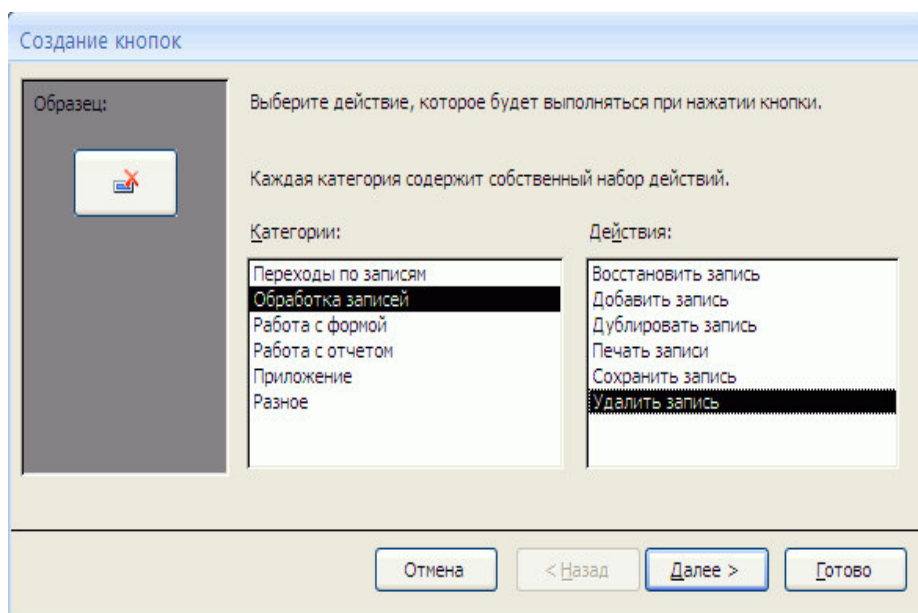 Создание кнопок
Образец:
Выберите действие, которое будет выполняться при нажатии кнопки.
Каждая категория содержит собственный набор действий.
Категории:
Переходы по записям
Обработка записей
Работа с формой
Работа с отчетом
Приложение
Разное
Действия:
Восстановить запись
Добавить запись
Дублировать запись
Печать записи
Сохранить запись
Удалить запись
Отмена
< Назад
Далее >
Готово